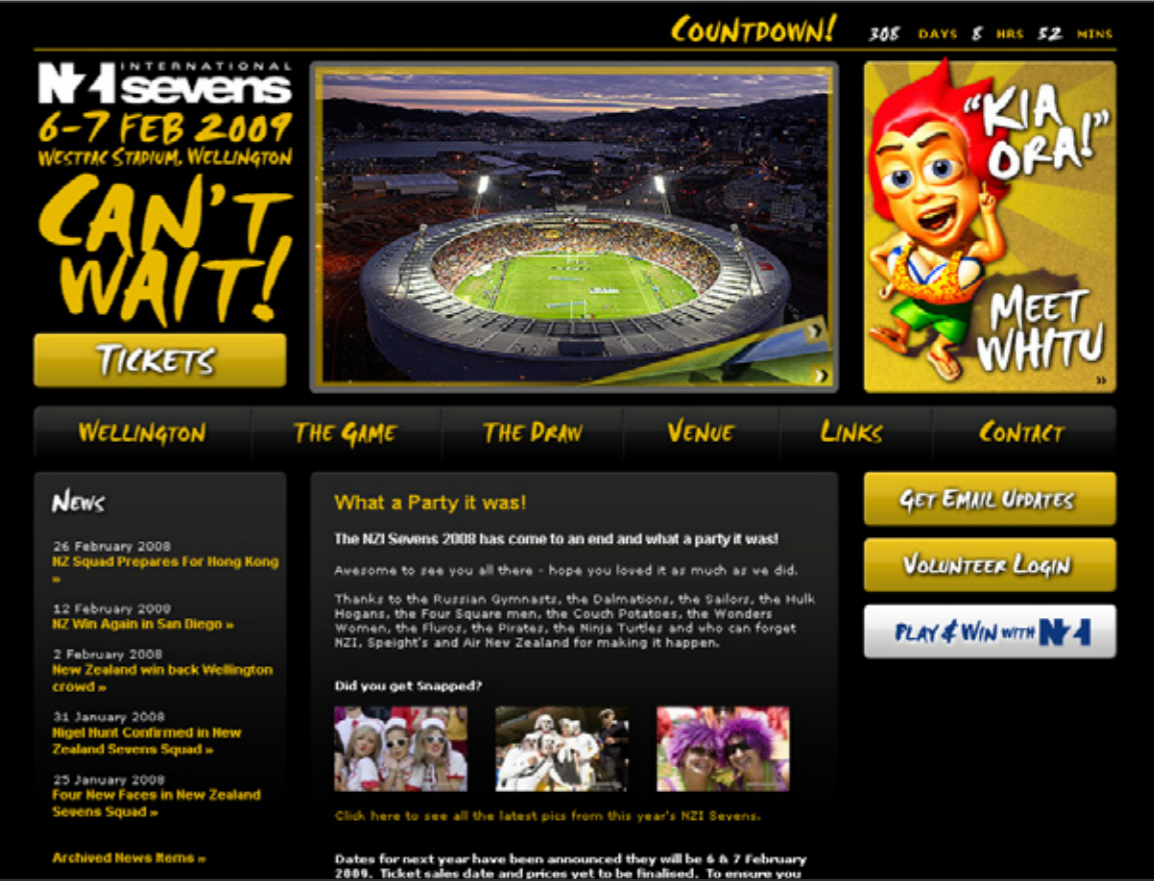 COUNTDOWN! 308 DAYS 8 HRS 52 MINS
NZI INTERNATIONAL
sevens
6-7 FEB 2009
WESTPAC STADIUM, WELLINGTON
CAN'T
WAIT!
TICKETS
"KIA
ORA!"
MEET
WHITU
»
»
»
WELLINGTON THE GAME THE DRAW VENUE LINKS CONTACT
NEWS
26 February 2008
NZ Squad Prepares For Hong Kong
»
12 February 2008
NZ Win Again in San Diego »
2 February 2008
New Zealand win back Wellington
crowd »
31 January 2008
Nigel Hunt Confirmed in New
Zealand Sevens Squad »
25 January 2008
Four New Faces in New Zealand
Sevens Squad »
Archived News Items »
What a Party it was!
The NZI Sevens 2008 has come to an end and what a party it was!
Awesome to see you all there - hope you loved it as much as we did.
Thanks to the Russian Gymnasts, the Dalmations, the Sailors, the Hulk
Hogans, the Four Square men, the Couch Potatoes, the Wonders
Women, the Fluros, the Pirates, the Ninja Turtles and who can forget
NZI, Speight's and Air New Zealand for making it happen.
Did you get Snapped?
Click here to see all the latest pics from this year's NZI Sevens.
Dates for next year have been announced they will be 6 & 7 February
2009. Ticket sales date and prices yet to be finalised. To ensure you
GET EMAIL UPDATES
VOLUNTEER LOGIN
PLAY & WIN WITH NZI